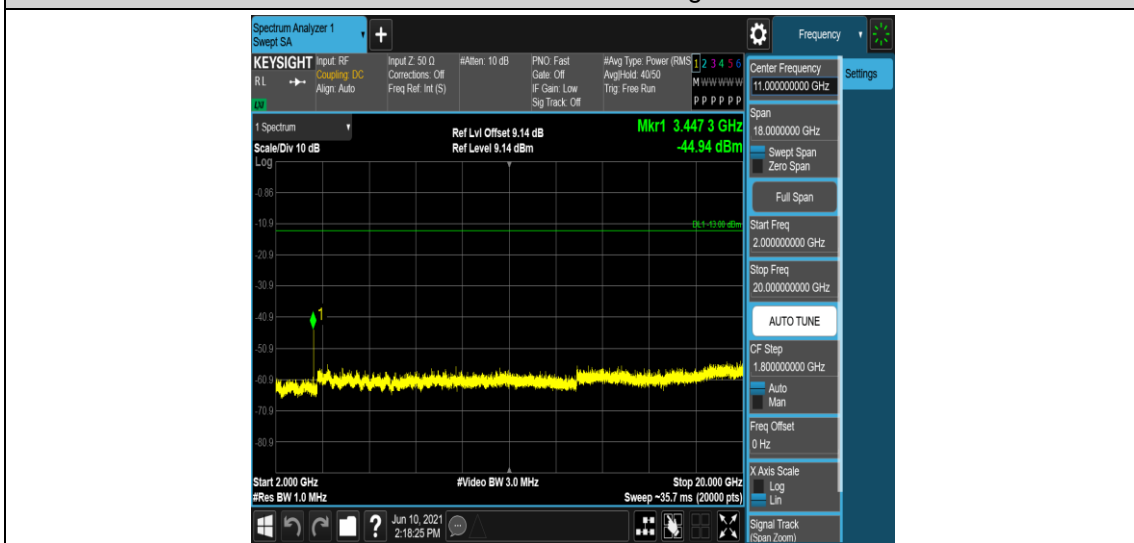 Spectrum Analyzer 1
Swept SA
+
Frequency
KEYSIGHT
RL
LXI
Input: RF
Coupling: DC
Align: Auto
Input Z: 50 Ω
Corrections: Off
Freq Ref: Int (S)
#Atten: 10 dB
PNO: Fast
Gate: Off
IF Gain: Low
Sig Track: Off
#Avg Type: Power (RMS
Avg|Hold: 40/50
Trig: Free Run
1 2 3 4 5 6
M W W W W W
P P P P P P
Center Frequency
11.000000000 GHz
Settings
Span
18.0000000 GHz
Swept Span
Zero Span
Full Span
Start Freq
2.000000000 GHz
Stop Freq
20.000000000 GHz
AUTO TUNE
CF Step
1.800000000 GHz
Auto
Man
Freq Offset
0 Hz
X Axis Scale
Log
Lin
Signal Track
(Span Zoom)
1 Spectrum
Scale/Div 10 dB
Log
Ref Lvl Offset 9.14 dB
Ref Level 9.14 dBm
Mkr1 3.447 3 GHz
-44.94 dBm
-0.86
-10.9
DL1 -13.00 dBm
-20.9
-30.9
-40.9
1
-50.9
-60.9
-70.9
-80.9
Start 2.000 GHz
#Video BW 3.0 MHz
Stop 20.000 GHz
#Res BW 1.0 MHz
Sweep ~35.7 ms (20000 pts)
?
Jun 10, 2021
2:18:25 PM